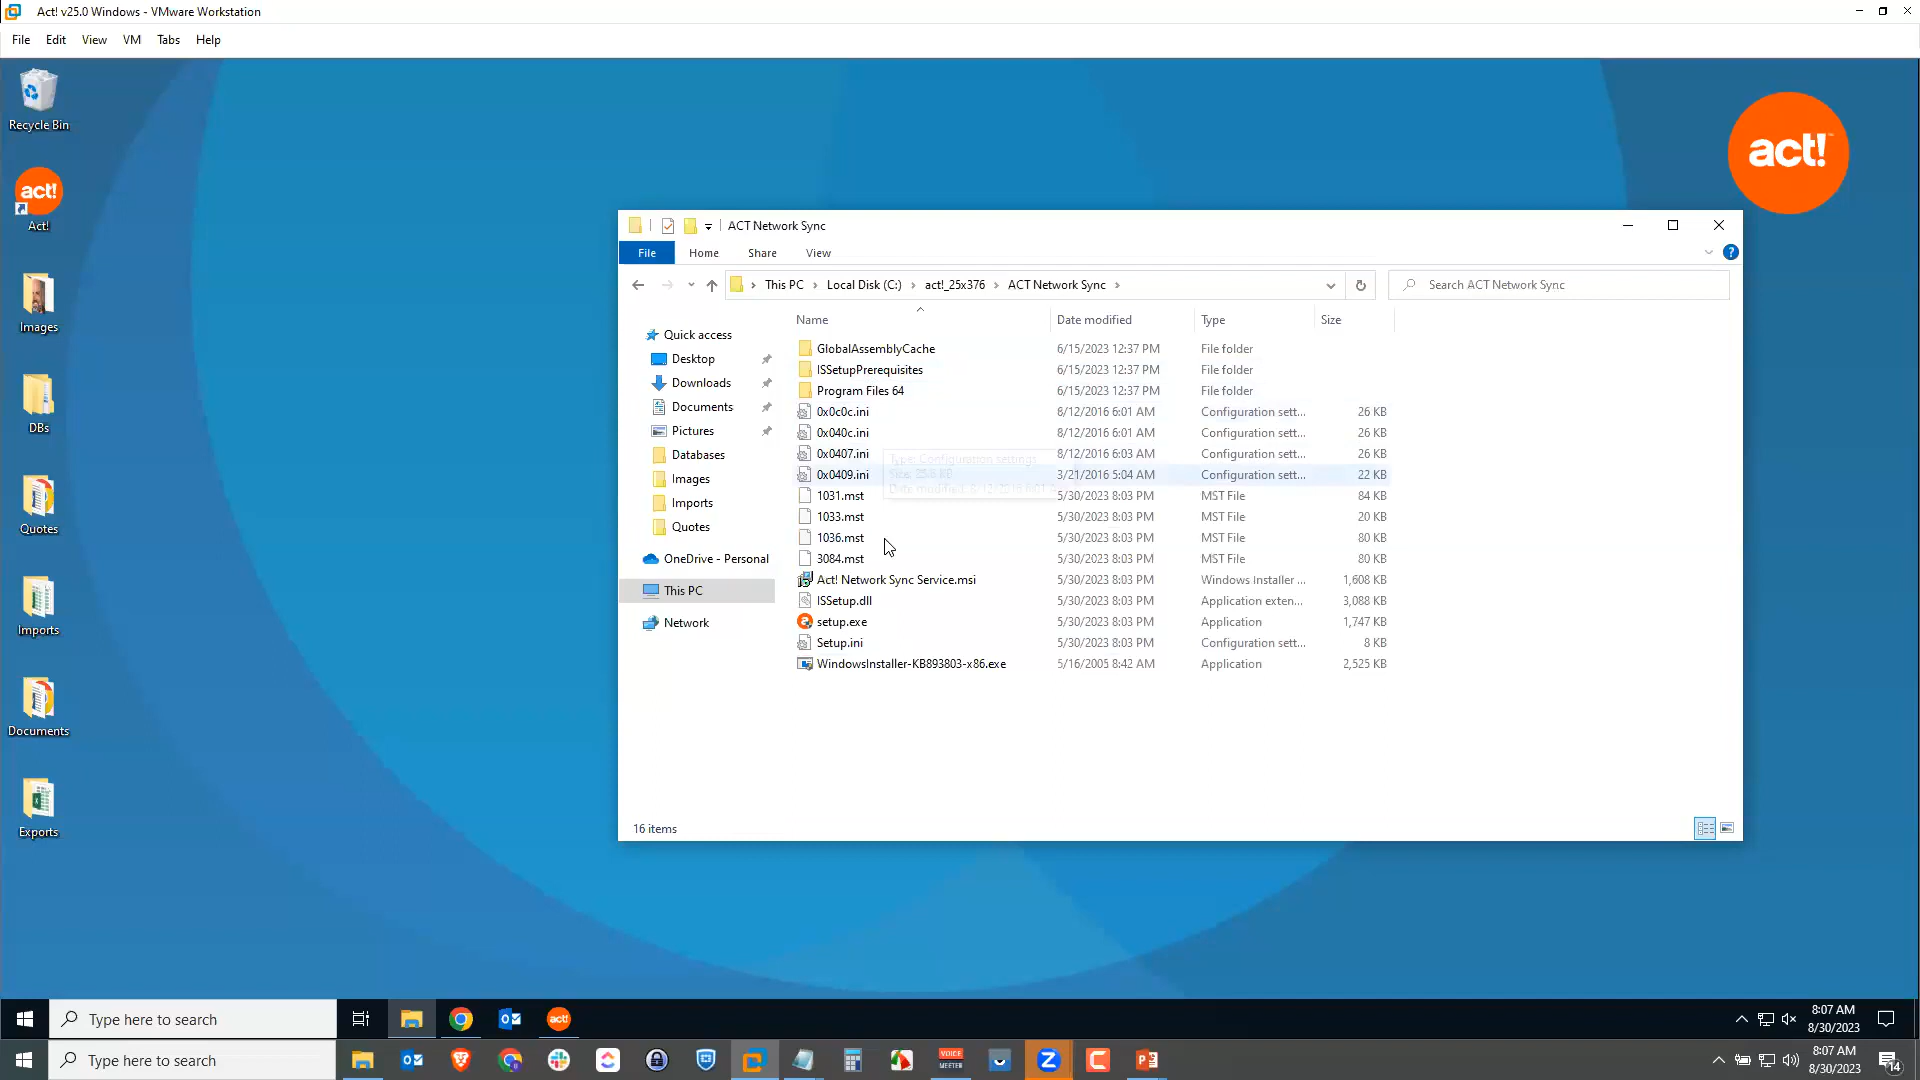 Act! v25.0 Windows - VMware Workstation
File Edit View VM Tabs Help
Recycle Bin
act!
Act!
Images
DBs
Quotes
Imports
Documents
Exports
act!™
ACT Network Sync
File Home Share View
This PC Local Disk (C:) act!_25x376 ACT Network Sync
Search ACT Network Sync
Quick access
Desktop
Downloads
Documents
Pictures
Databases
Images
Imports
Quotes
OneDrive - Personal
This PC
Network
Name Date modified Type Size
GlobalAssemblyCache 6/15/2023 12:37 PM File folder
ISSetupPrerequisites 6/15/2023 12:37 PM File folder
Program Files 64 6/15/2023 12:37 PM File folder
0x0c0c.ini 8/12/2016 6:01 AM Configuration sett... 26 KB
0x040c.ini 8/12/2016 6:01 AM Configuration sett... 26 KB
0x0407.ini 8/12/2016 6:03 AM Configuration sett... 26 KB
0x0409.ini 3/21/2016 5:04 AM Configuration sett... 22 KB
Type: Configuration settings
Size: 25.6 KB
Date modified: 8/12/2016 6:01
1031.mst 5/30/2023 8:03 PM MST File 84 KB
1033.mst 5/30/2023 8:03 PM MST File 20 KB
1036.mst 5/30/2023 8:03 PM MST File 80 KB
3084.mst 5/30/2023 8:03 PM MST File 80 KB
Act! Network Sync Service.msi 5/30/2023 8:03 PM Windows Installer ... 1,608 KB
ISSetup.dll 5/30/2023 8:03 PM Application exten... 3,088 KB
setup.exe 5/30/2023 8:03 PM Application 1,747 KB
Setup.ini 5/30/2023 8:03 PM Configuration sett... 8 KB
WindowsInstaller-KB893803-x86.exe 5/16/2005 8:42 AM Application 2,525 KB
16 items
Type here to search
act!
8:07 AM
8/30/2023
Type here to search
VOICE
MEETER
8:07 AM
8/30/2023
14